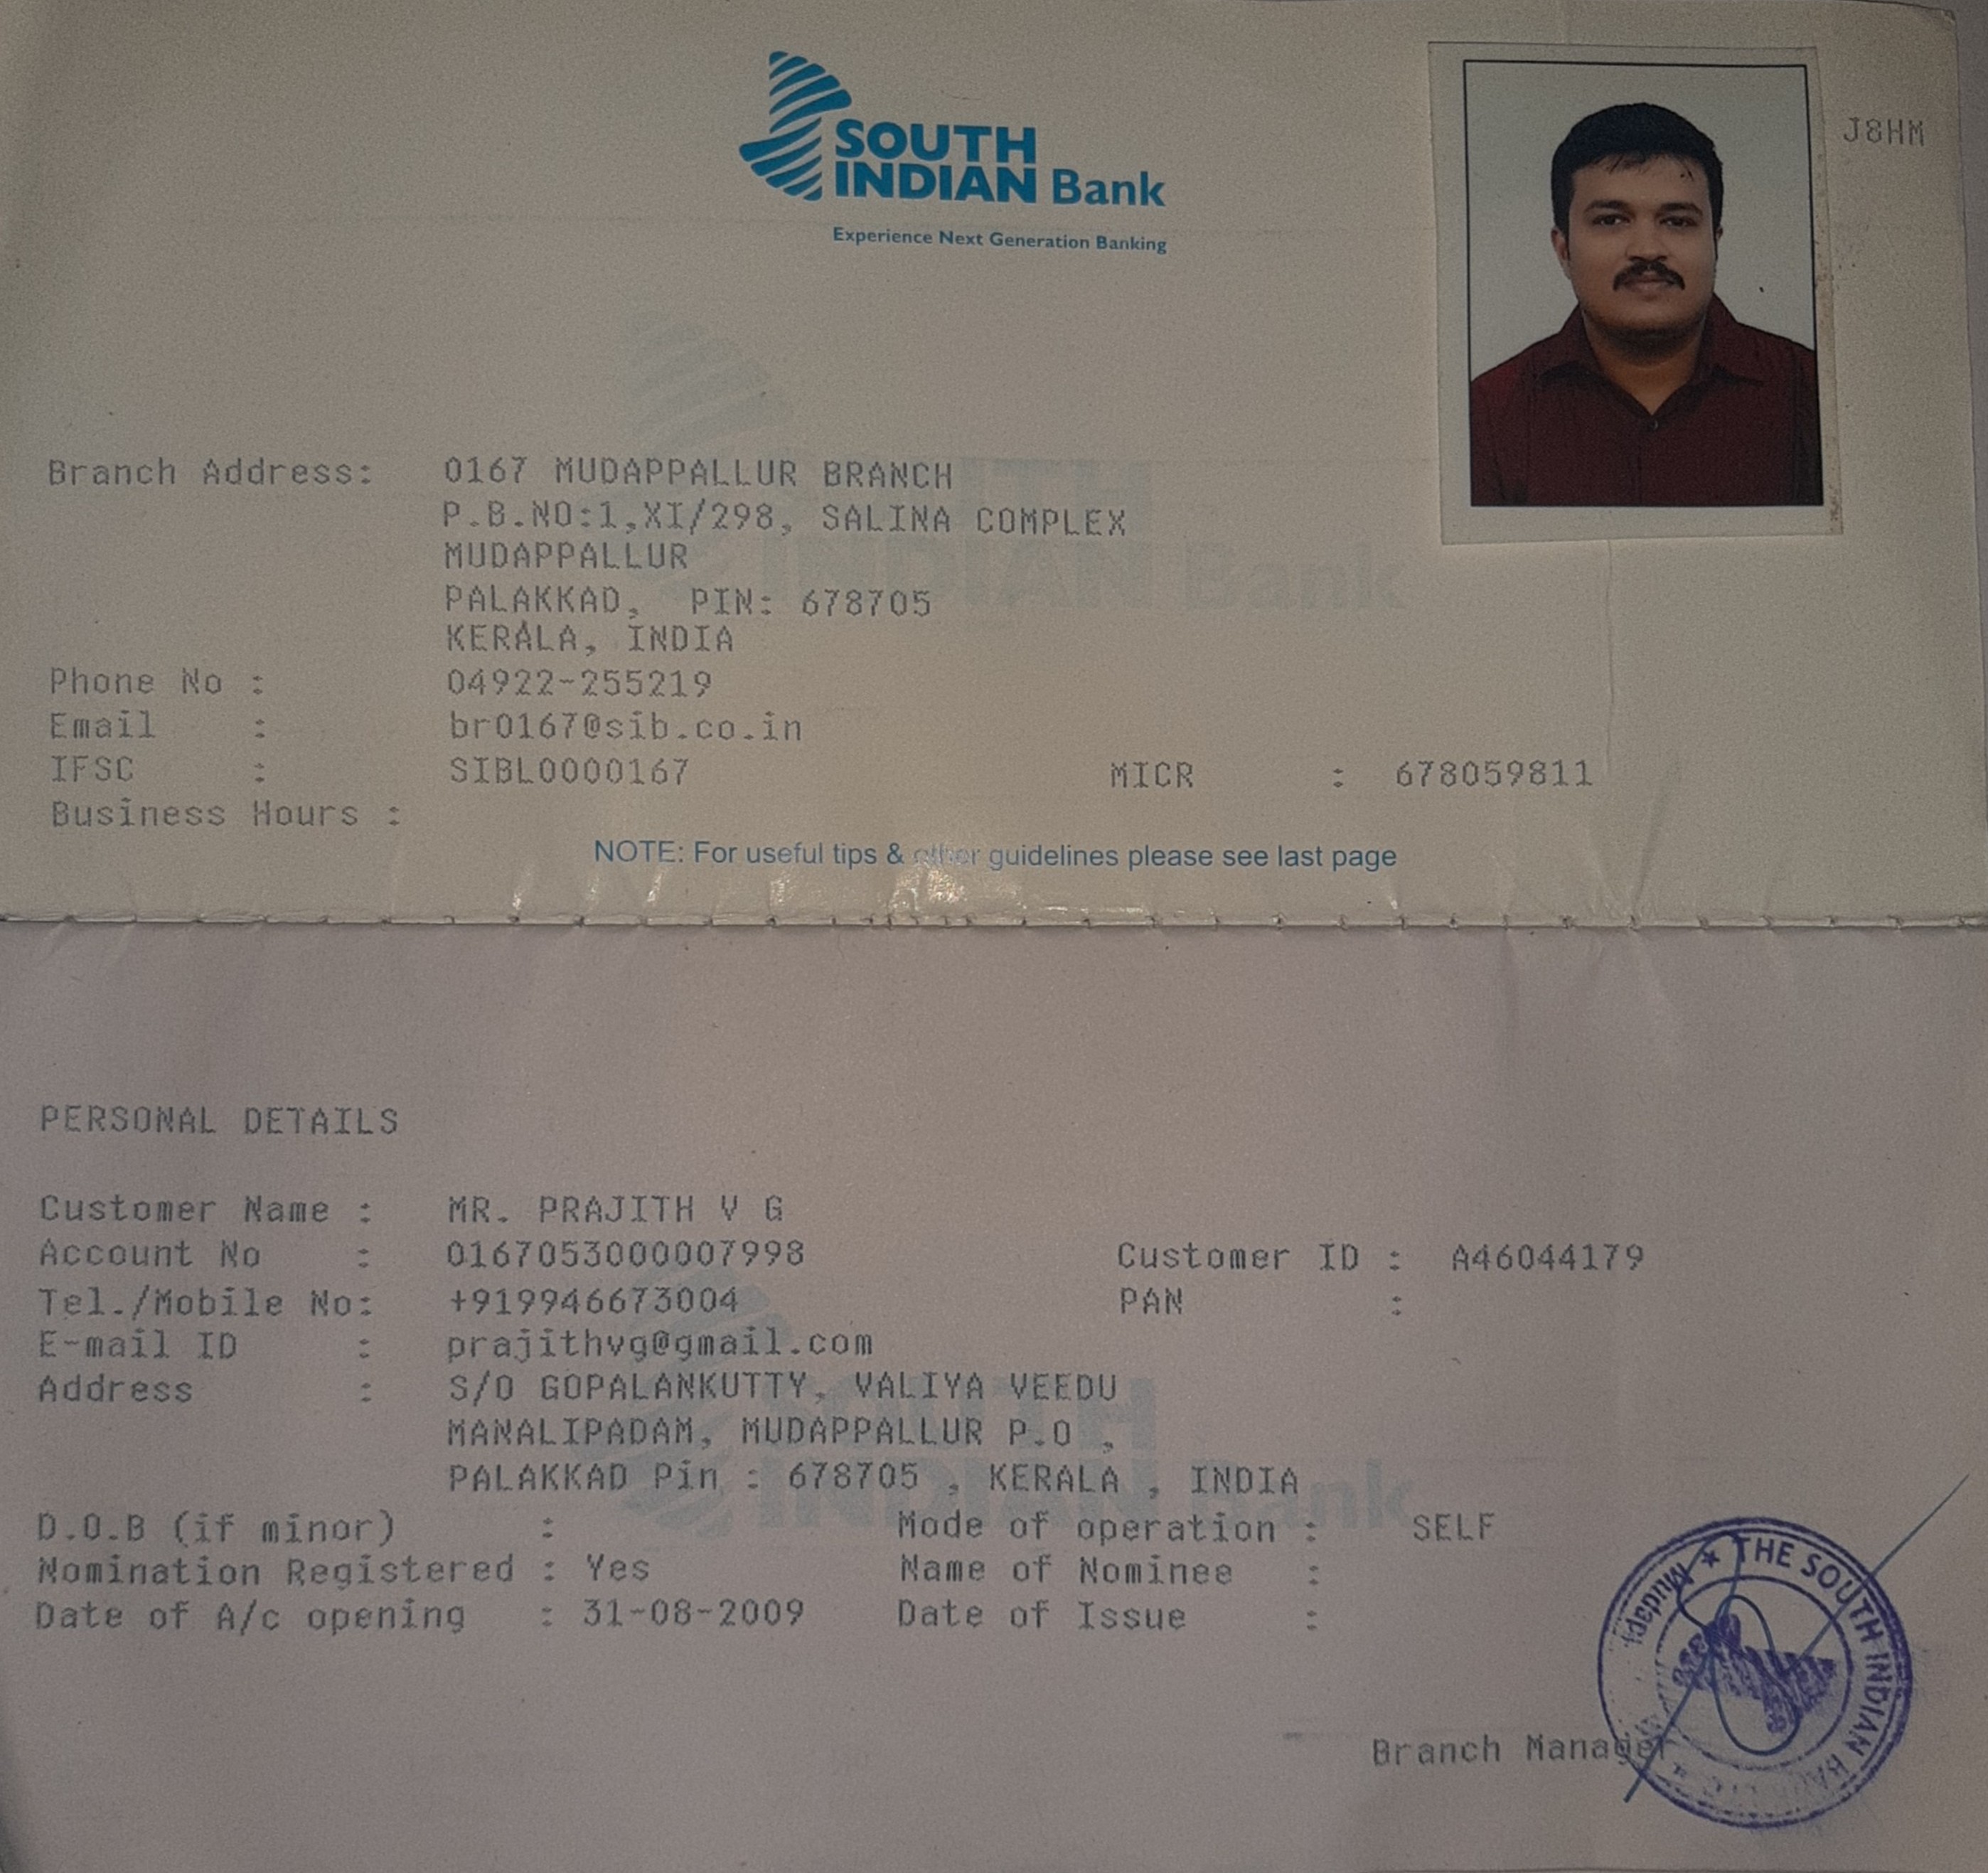 SOUTH
INDIAN Bank
Experience Next Generation Banking
J8HM
Branch Address: 0167 MUDAPPALLUR BRANCH
P.B.NO:1,XI/298, SALINA COMPLEX
MUDAPPALLUR
PALAKKAD, PIN: 678705
KERALA, INDIA
Phone No : 04922-255219
Email : br0167@sib.co.in
IFSC : SIBL0000167 MICR : 678059811
Business Hours :
NOTE: For useful tips & other guidelines please see last page
PERSONAL DETAILS
Customer Name : MR. PRAJITH V G
Account No : 0167053000007998 Customer ID : A46044179
Tel./Mobile No: +919946673004 PAN :
E-mail ID : prajithvg@gmail.com
Address : S/O GOPALANKUTTY, VALIYA VEEDU
MANALIPADAM, MUDAPPALLUR P.O ,
PALAKKAD Pin : 678705 , KERALA , INDIA
D.O.B (if minor) : Mode of operation : SELF
Nomination Registered : Yes Name of Nominee :
Date of A/c opening : 31-08-2009 Date of Issue :
Branch Manager
THE SOUTH INDIAN